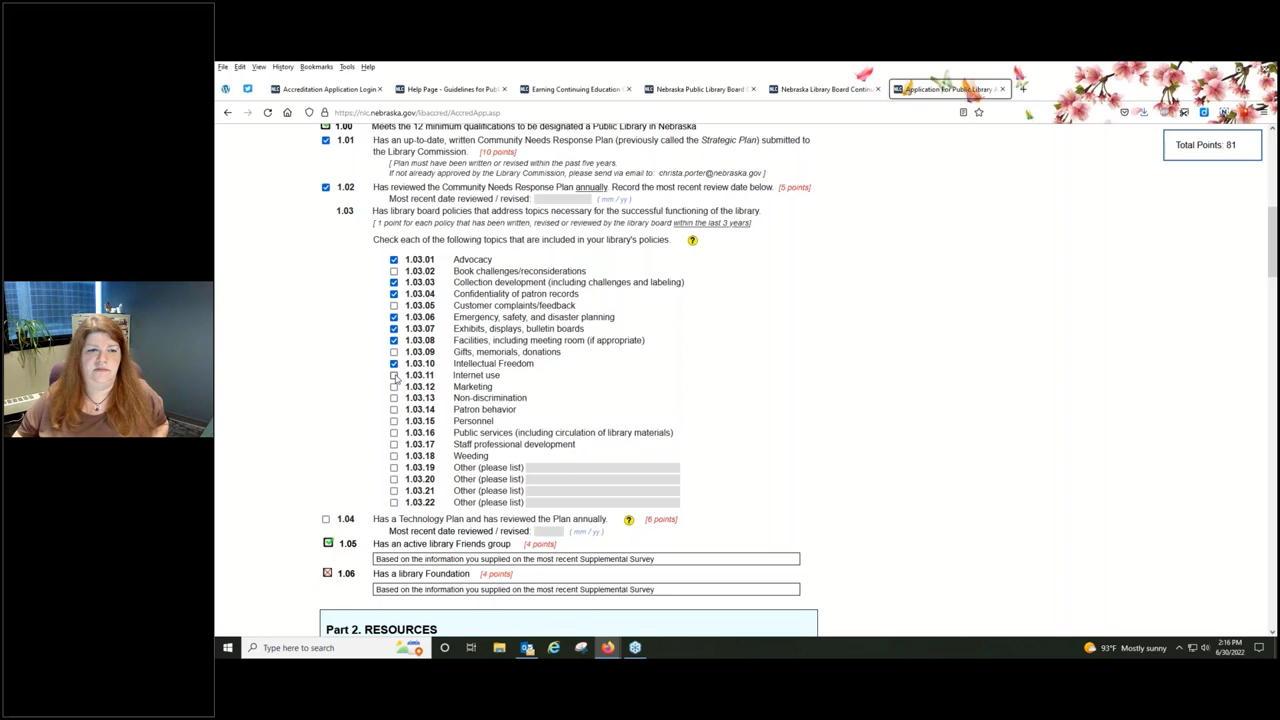 File Edit View History Bookmarks Tools Help
Accreditation Application Login × Help Page - Guidelines for Publ × Earning Continuing Education C × Nebraska Public Library Board C × Nebraska Library Board Contin × Application For Public Library A × +
https://nlc.nebraska.gov/libaccred/AccredApp.asp
1.00 Meets the 12 minimum qualifications to be designated a Public Library in Nebraska
1.01 Has an up-to-date, written Community Needs Response Plan (previously called the Strategic Plan) submitted to
the Library Commission. [10 points]
[ Plan must have been written or revised within the past five years.
If not already approved by the Library Commission, please send via email to: christa.porter@nebraska.gov ]
Total Points: 81
1.02 Has reviewed the Community Needs Response Plan annually. Record the most recent review date below. [5 points]
Most recent date reviewed / revised: ( mm / yy )
1.03 Has library board policies that address topics necessary for the successful functioning of the library.
[ 1 point for each policy that has been written, revised or reviewed by the library board within the last 3 years]
Check each of the following topics that are included in your library's policies. ?
1.03.01 Advocacy
1.03.02 Book challenges/reconsiderations
1.03.03 Collection development (including challenges and labeling)
1.03.04 Confidentiality of patron records
1.03.05 Customer complaints/feedback
1.03.06 Emergency, safety, and disaster planning
1.03.07 Exhibits, displays, bulletin boards
1.03.08 Facilities, including meeting room (if appropriate)
1.03.09 Gifts, memorials, donations
1.03.10 Intellectual Freedom
1.03.11 Internet use
1.03.12 Marketing
1.03.13 Non-discrimination
1.03.14 Patron behavior
1.03.15 Personnel
1.03.16 Public services (including circulation of library materials)
1.03.17 Staff professional development
1.03.18 Weeding
1.03.19 Other (please list)
1.03.20 Other (please list)
1.03.21 Other (please list)
1.03.22 Other (please list)
1.04 Has a Technology Plan and has reviewed the Plan annually. ? [6 points]
Most recent date reviewed / revised: ( mm / yy )
1.05 Has an active library Friends group [4 points]
Based on the information you supplied on the most recent Supplemental Survey
1.06 Has a library Foundation [4 points]
Based on the information you supplied on the most recent Supplemental Survey
Part 2. RESOURCES
Type here to search
93°F Mostly sunny
2:16 PM
6/30/2022